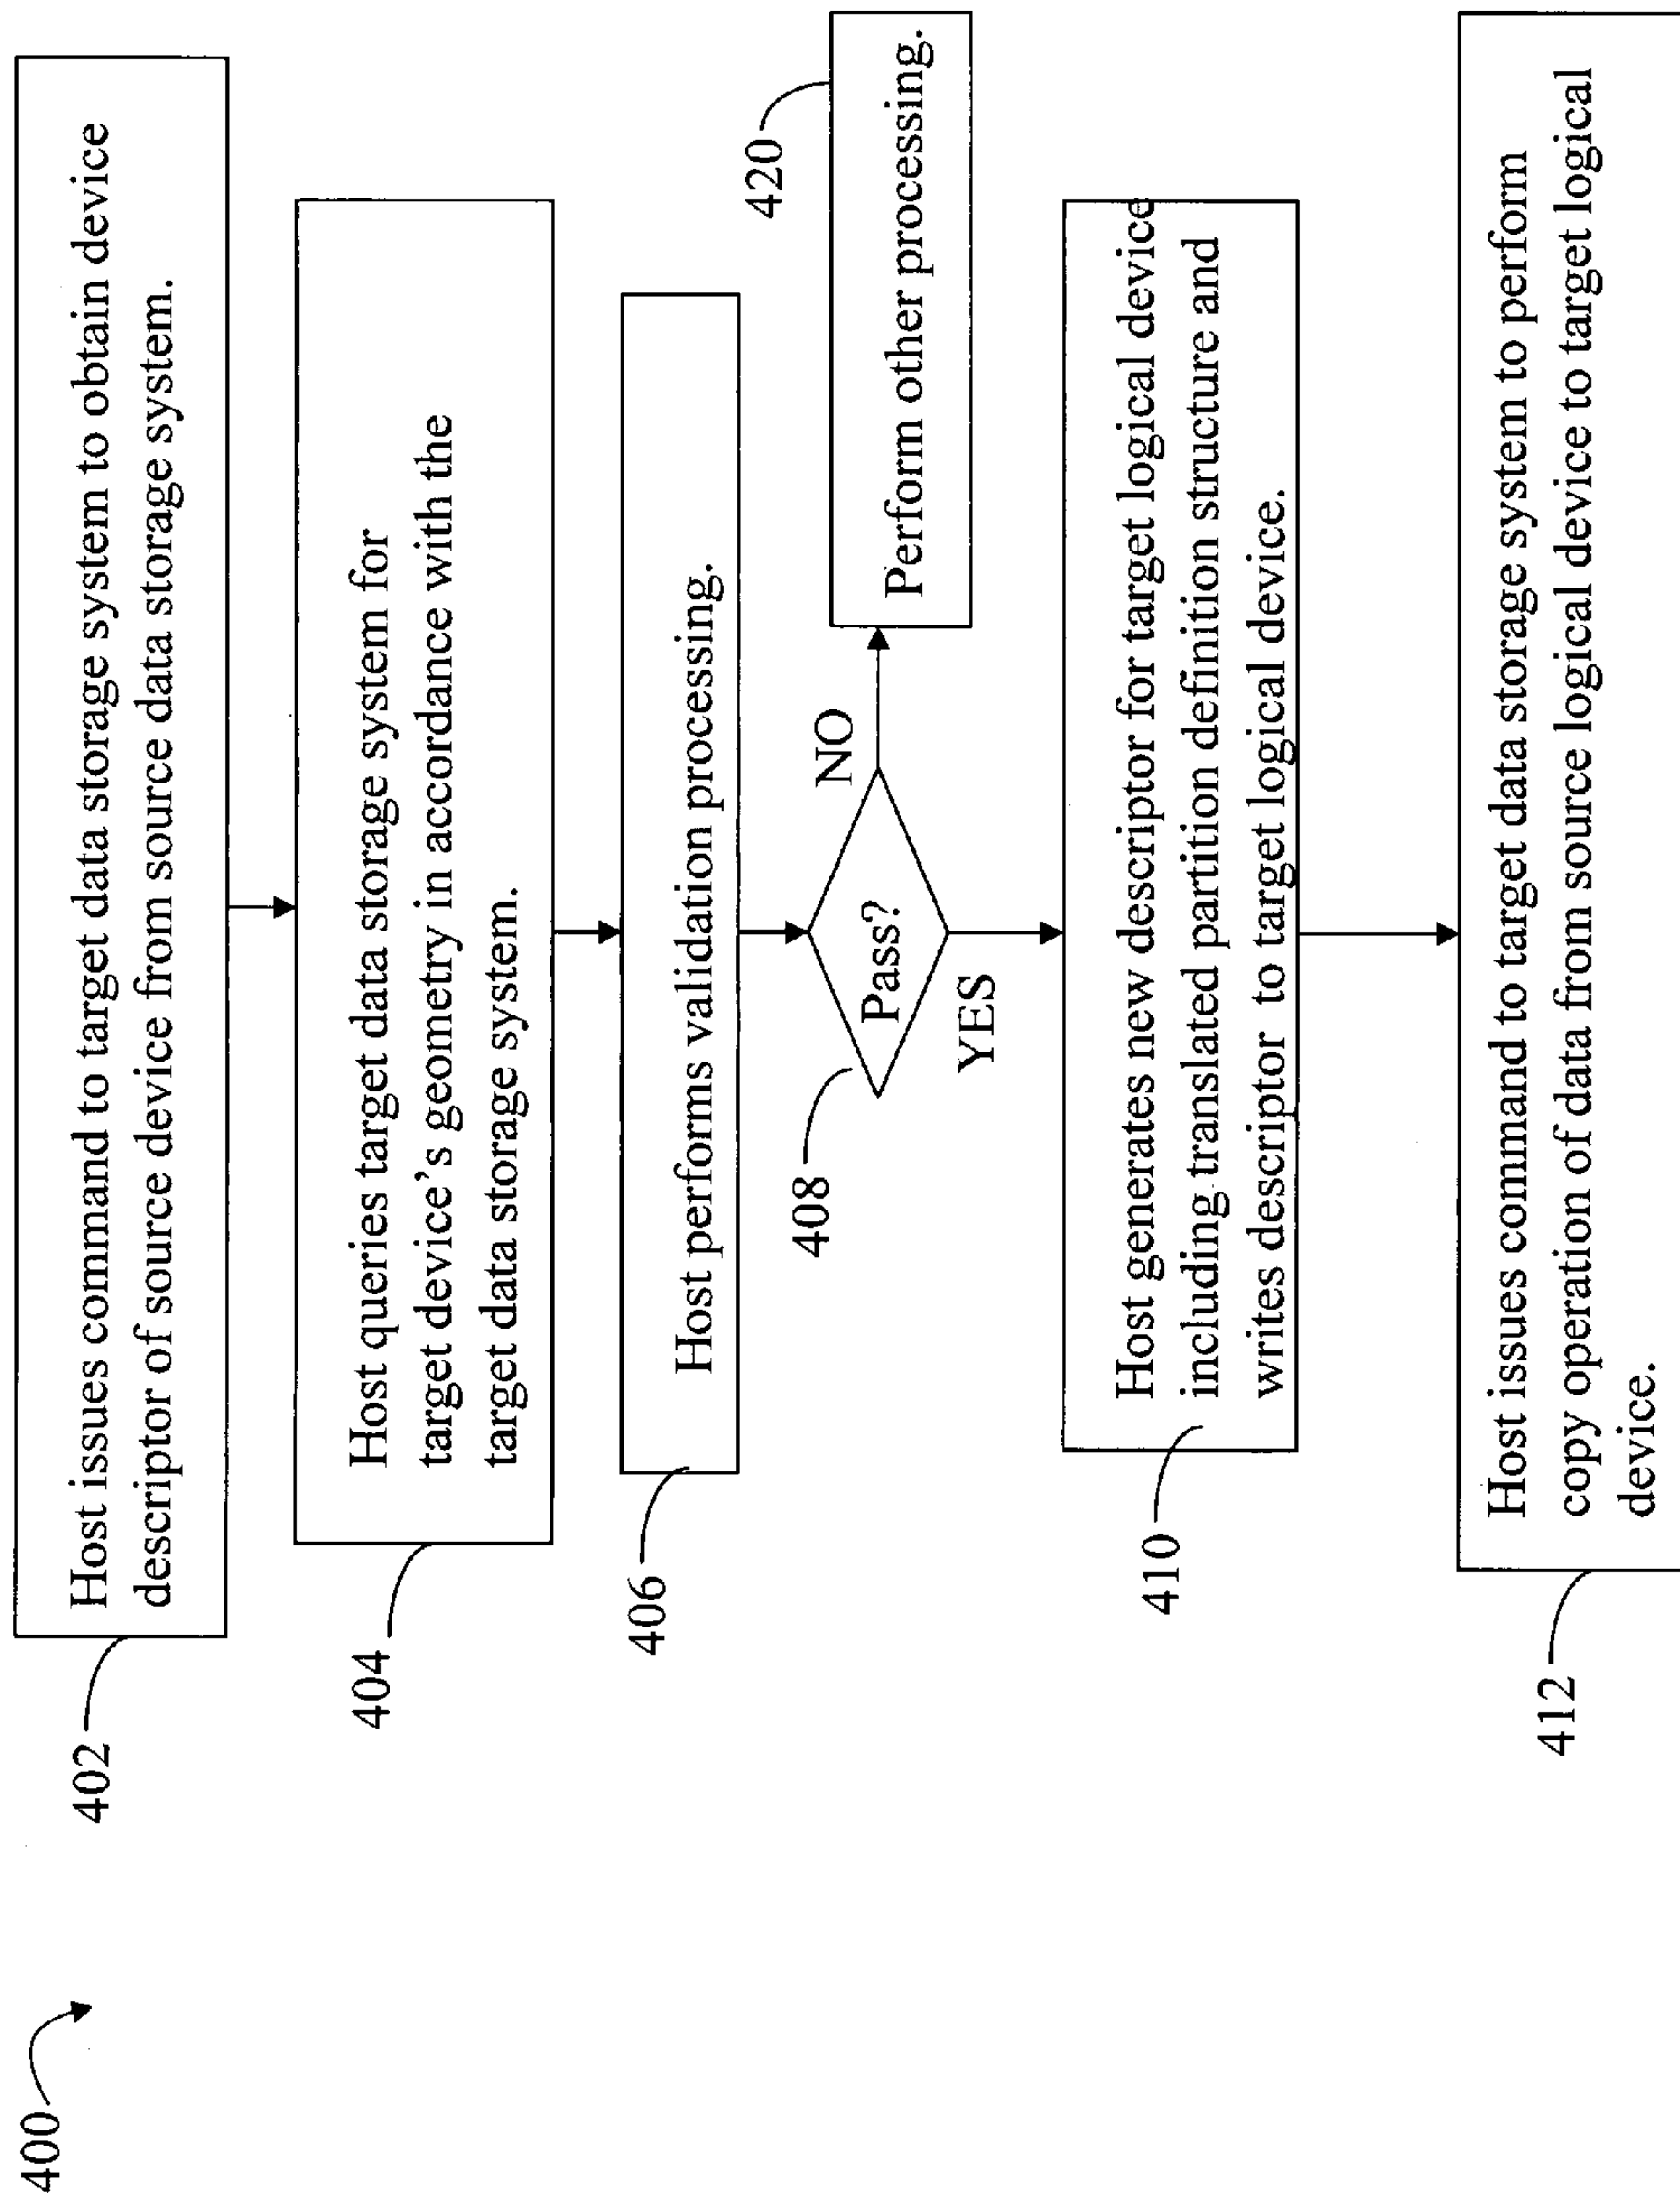 400
402
Host issues command to target data storage system to obtain device
descriptor of source device from source data storage system.
404
Host queries target data storage system for
target device's geometry in accordance with the
target data storage system.
406
Host performs validation processing.
408
Pass?
NO
420
Perform other processing.
YES
410
Host generates new descriptor for target logical device
including translated partition definition structure and
writes descriptor to target logical device.
412
Host issues command to target data storage system to perform
copy operation of data from source logical device to target logical
device.